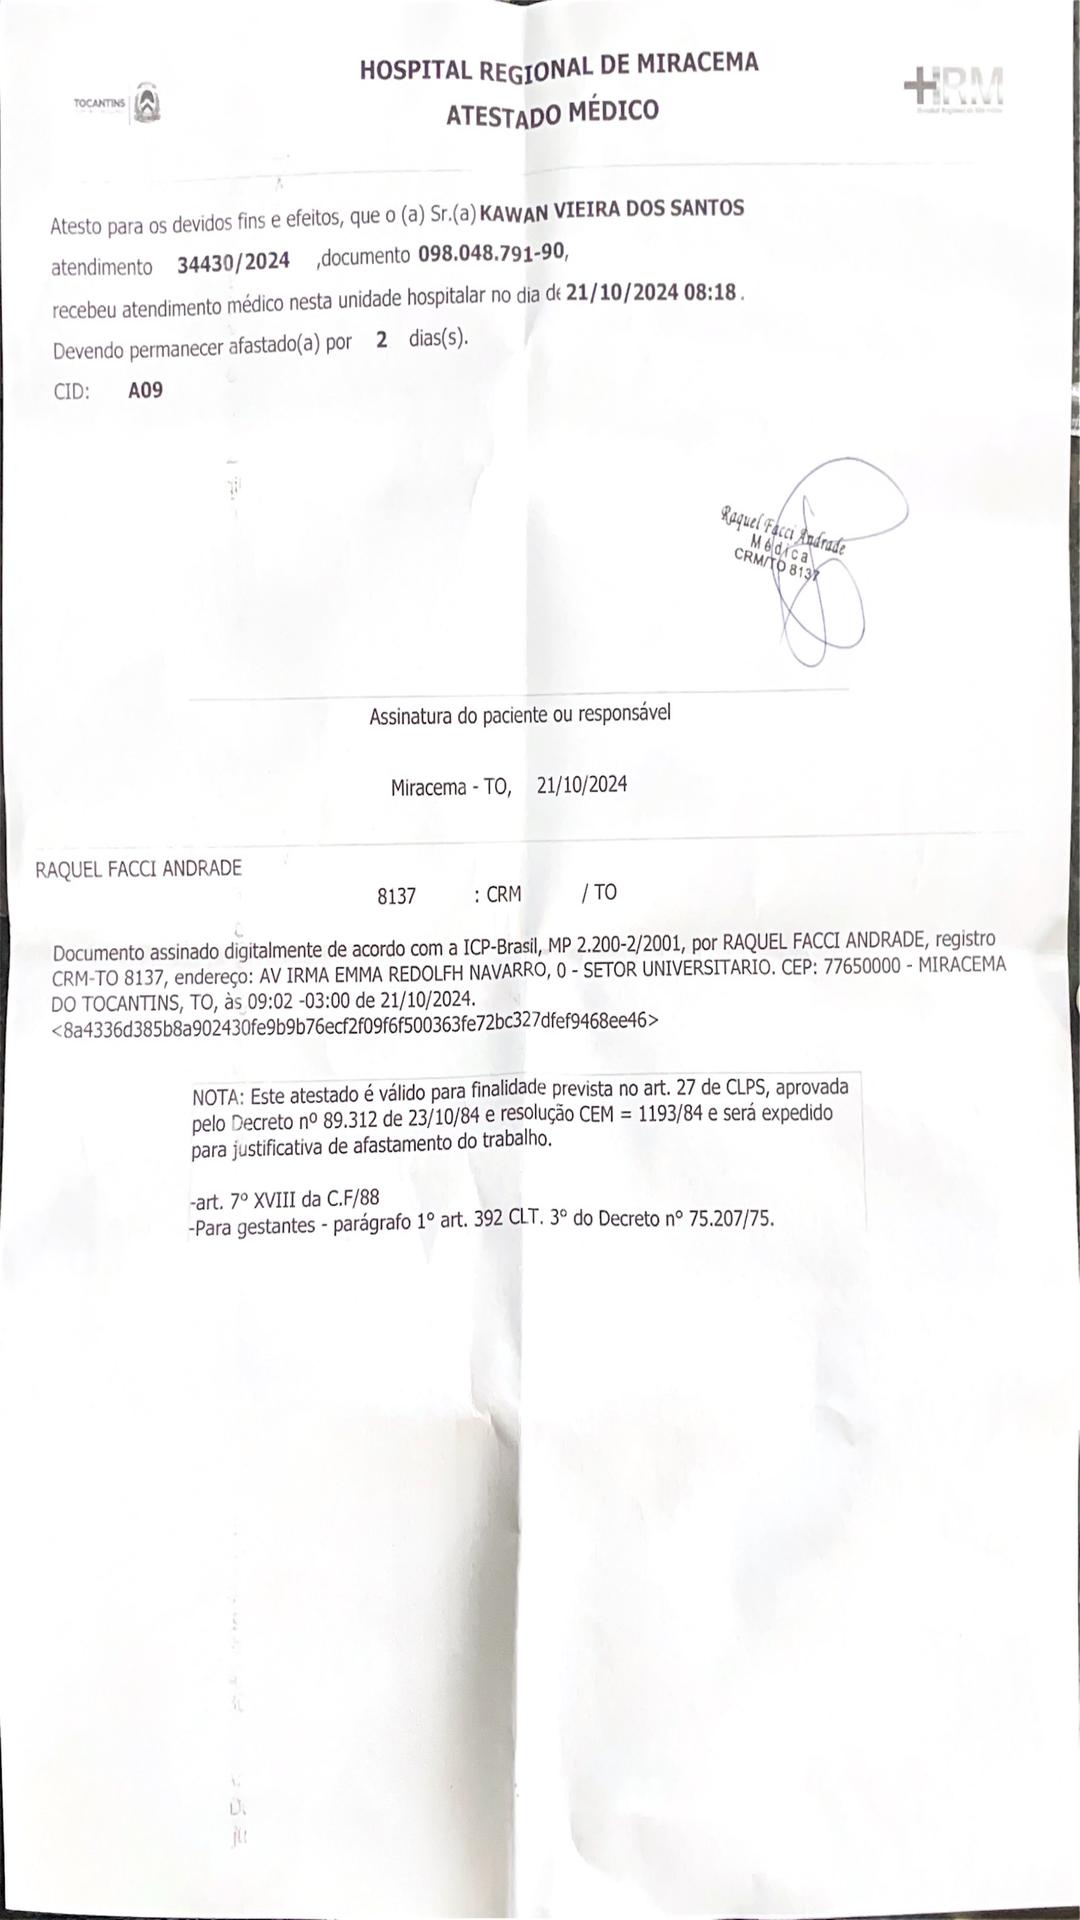 HOSPITAL REGIONAL DE MIRACEMA
TOCANTINS
HRM
ATESTADO MÉDICO
Atesto para os devidos fins e efeitos, que o (a) Sr.(a) KAWAN VIEIRA DOS SANTOS
atendimento 34430/2024 ,documento 098.048.791-90,
recebeu atendimento médico nesta unidade hospitalar no dia de 21/10/2024 08:18 .
Devendo permanecer afastado(a) por 2 dias(s).
CID: A09
Raquel Facci Andrade
Médica
CRM/TO 8137
Assinatura do paciente ou responsável
Miracema - TO, 21/10/2024
RAQUEL FACCI ANDRADE
8137 : CRM / TO
Documento assinado digitalmente de acordo com a ICP-Brasil, MP 2.200-2/2001, por RAQUEL FACCI ANDRADE, registro
CRM-TO 8137, endereço: AV IRMA EMMA REDOLFH NAVARRO, 0 - SETOR UNIVERSITARIO. CEP: 77650000 - MIRACEMA
DO TOCANTINS, TO, às 09:02 -03:00 de 21/10/2024.
<8a4336d385b8a902430fe9b9b76ecf2f09f6f500363fe72bc327dfef9468ee46>
NOTA: Este atestado é válido para finalidade prevista no art. 27 de CLPS, aprovada
pelo Decreto nº 89.312 de 23/10/84 e resolução CEM = 1193/84 e será expedido
para justificativa de afastamento do trabalho.
-art. 7º XVIII da C.F/88
-Para gestantes - parágrafo 1º art. 392 CLT. 3º do Decreto nº 75.207/75.